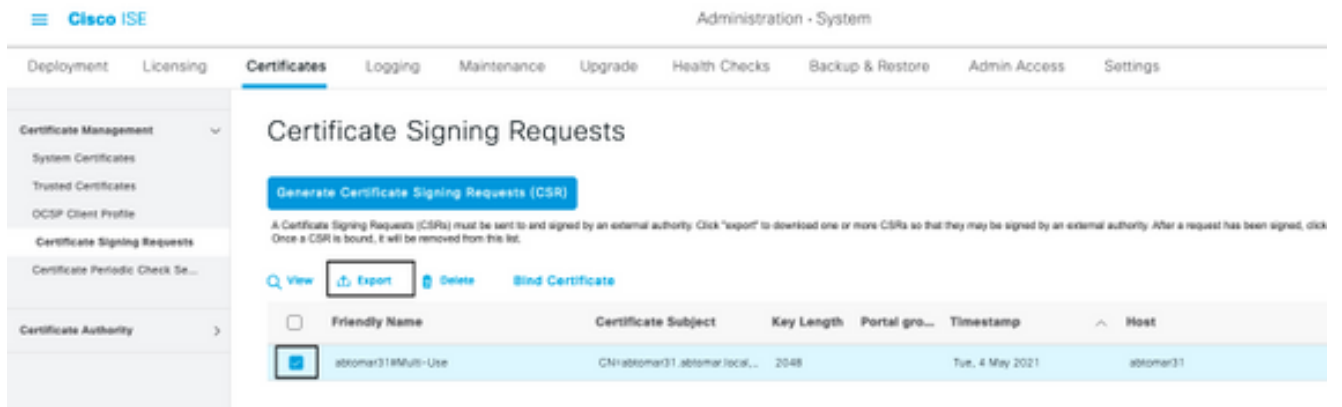 Cisco ISE
Administration · System
Deployment Licensing Certificates Logging Maintenance Upgrade Health Checks Backup & Restore Admin Access Settings
Certificate Management
System Certificates
Trusted Certificates
OCSP Client Profile
Certificate Signing Requests
Certificate Periodic Check Se...
Certificate Authority
Certificate Signing Requests
Generate Certificate Signing Requests (CSR)
A Certificate Signing Requests (CSRs) must be sent to and signed by an external authority. Click "export" to download one or more CSRs so that they may be signed by an external authority. After a request has been signed, click
Once a CSR is bound, it will be removed from this list.
View Export Delete Bind Certificate
Friendly Name Certificate Subject Key Length Portal gro... Timestamp Host
abtomar31#Multi-Use CN=abtomar31.abtomar.local,... 2048 Tue, 4 May 2021 abtomar31